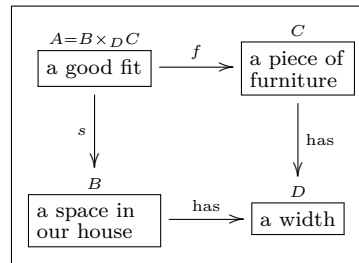 A=B×_D C
C
a good fit
f
a piece of
furniture
s
has
B
D
a space in
our house
has
a width